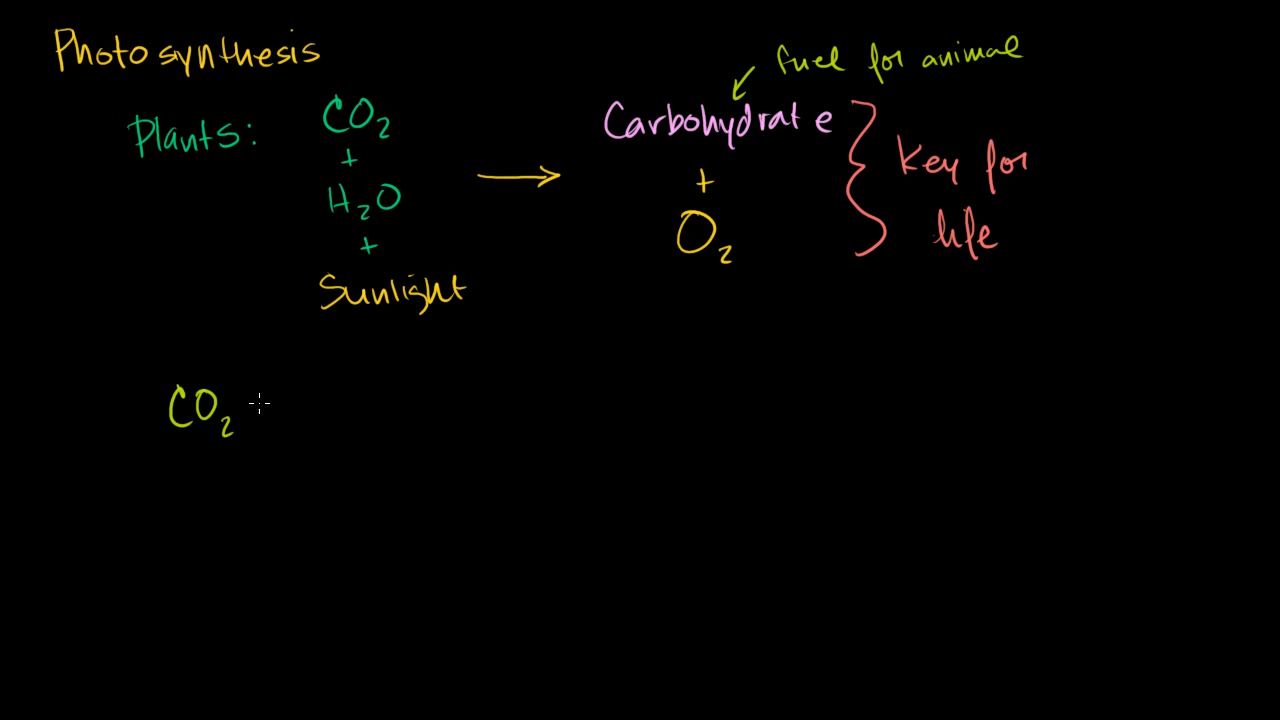 Photosynthesis
fuel for animal
Plants: CO₂ Carbohydrate
+
H₂O → + Key for
+ O₂ life
Sunlight
CO₂